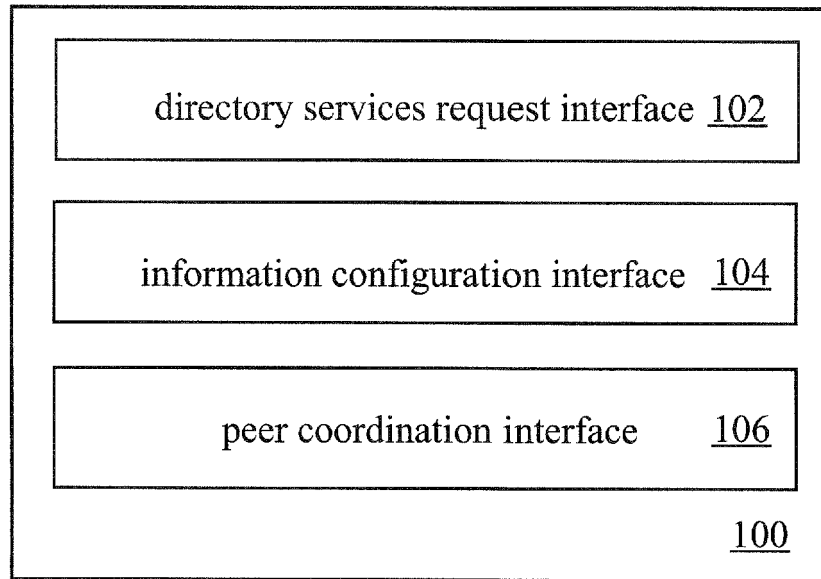 directory services request interface 102
information configuration interface 104
peer coordination interface 106
100